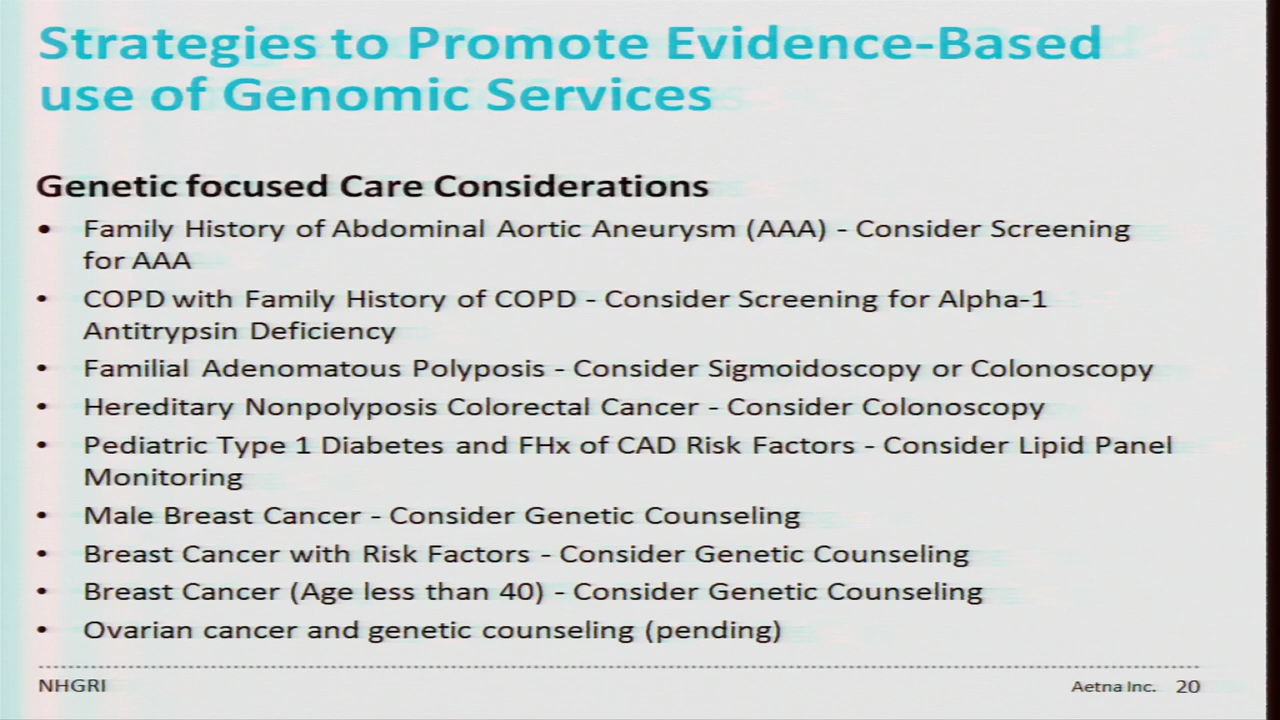 Strategies to Promote Evidence-Based
use of Genomic Services
Genetic focused Care Considerations
• Family History of Abdominal Aortic Aneurysm (AAA) - Consider Screening
for AAA
• COPD with Family History of COPD - Consider Screening for Alpha-1
Antitrypsin Deficiency
• Familial Adenomatous Polyposis - Consider Sigmoidoscopy or Colonoscopy
• Hereditary Nonpolyposis Colorectal Cancer - Consider Colonoscopy
• Pediatric Type 1 Diabetes and FHx of CAD Risk Factors - Consider Lipid Panel
Monitoring
• Male Breast Cancer - Consider Genetic Counseling
• Breast Cancer with Risk Factors - Consider Genetic Counseling
• Breast Cancer (Age less than 40) - Consider Genetic Counseling
• Ovarian cancer and genetic counseling (pending)
NHGRI Aetna Inc. 20